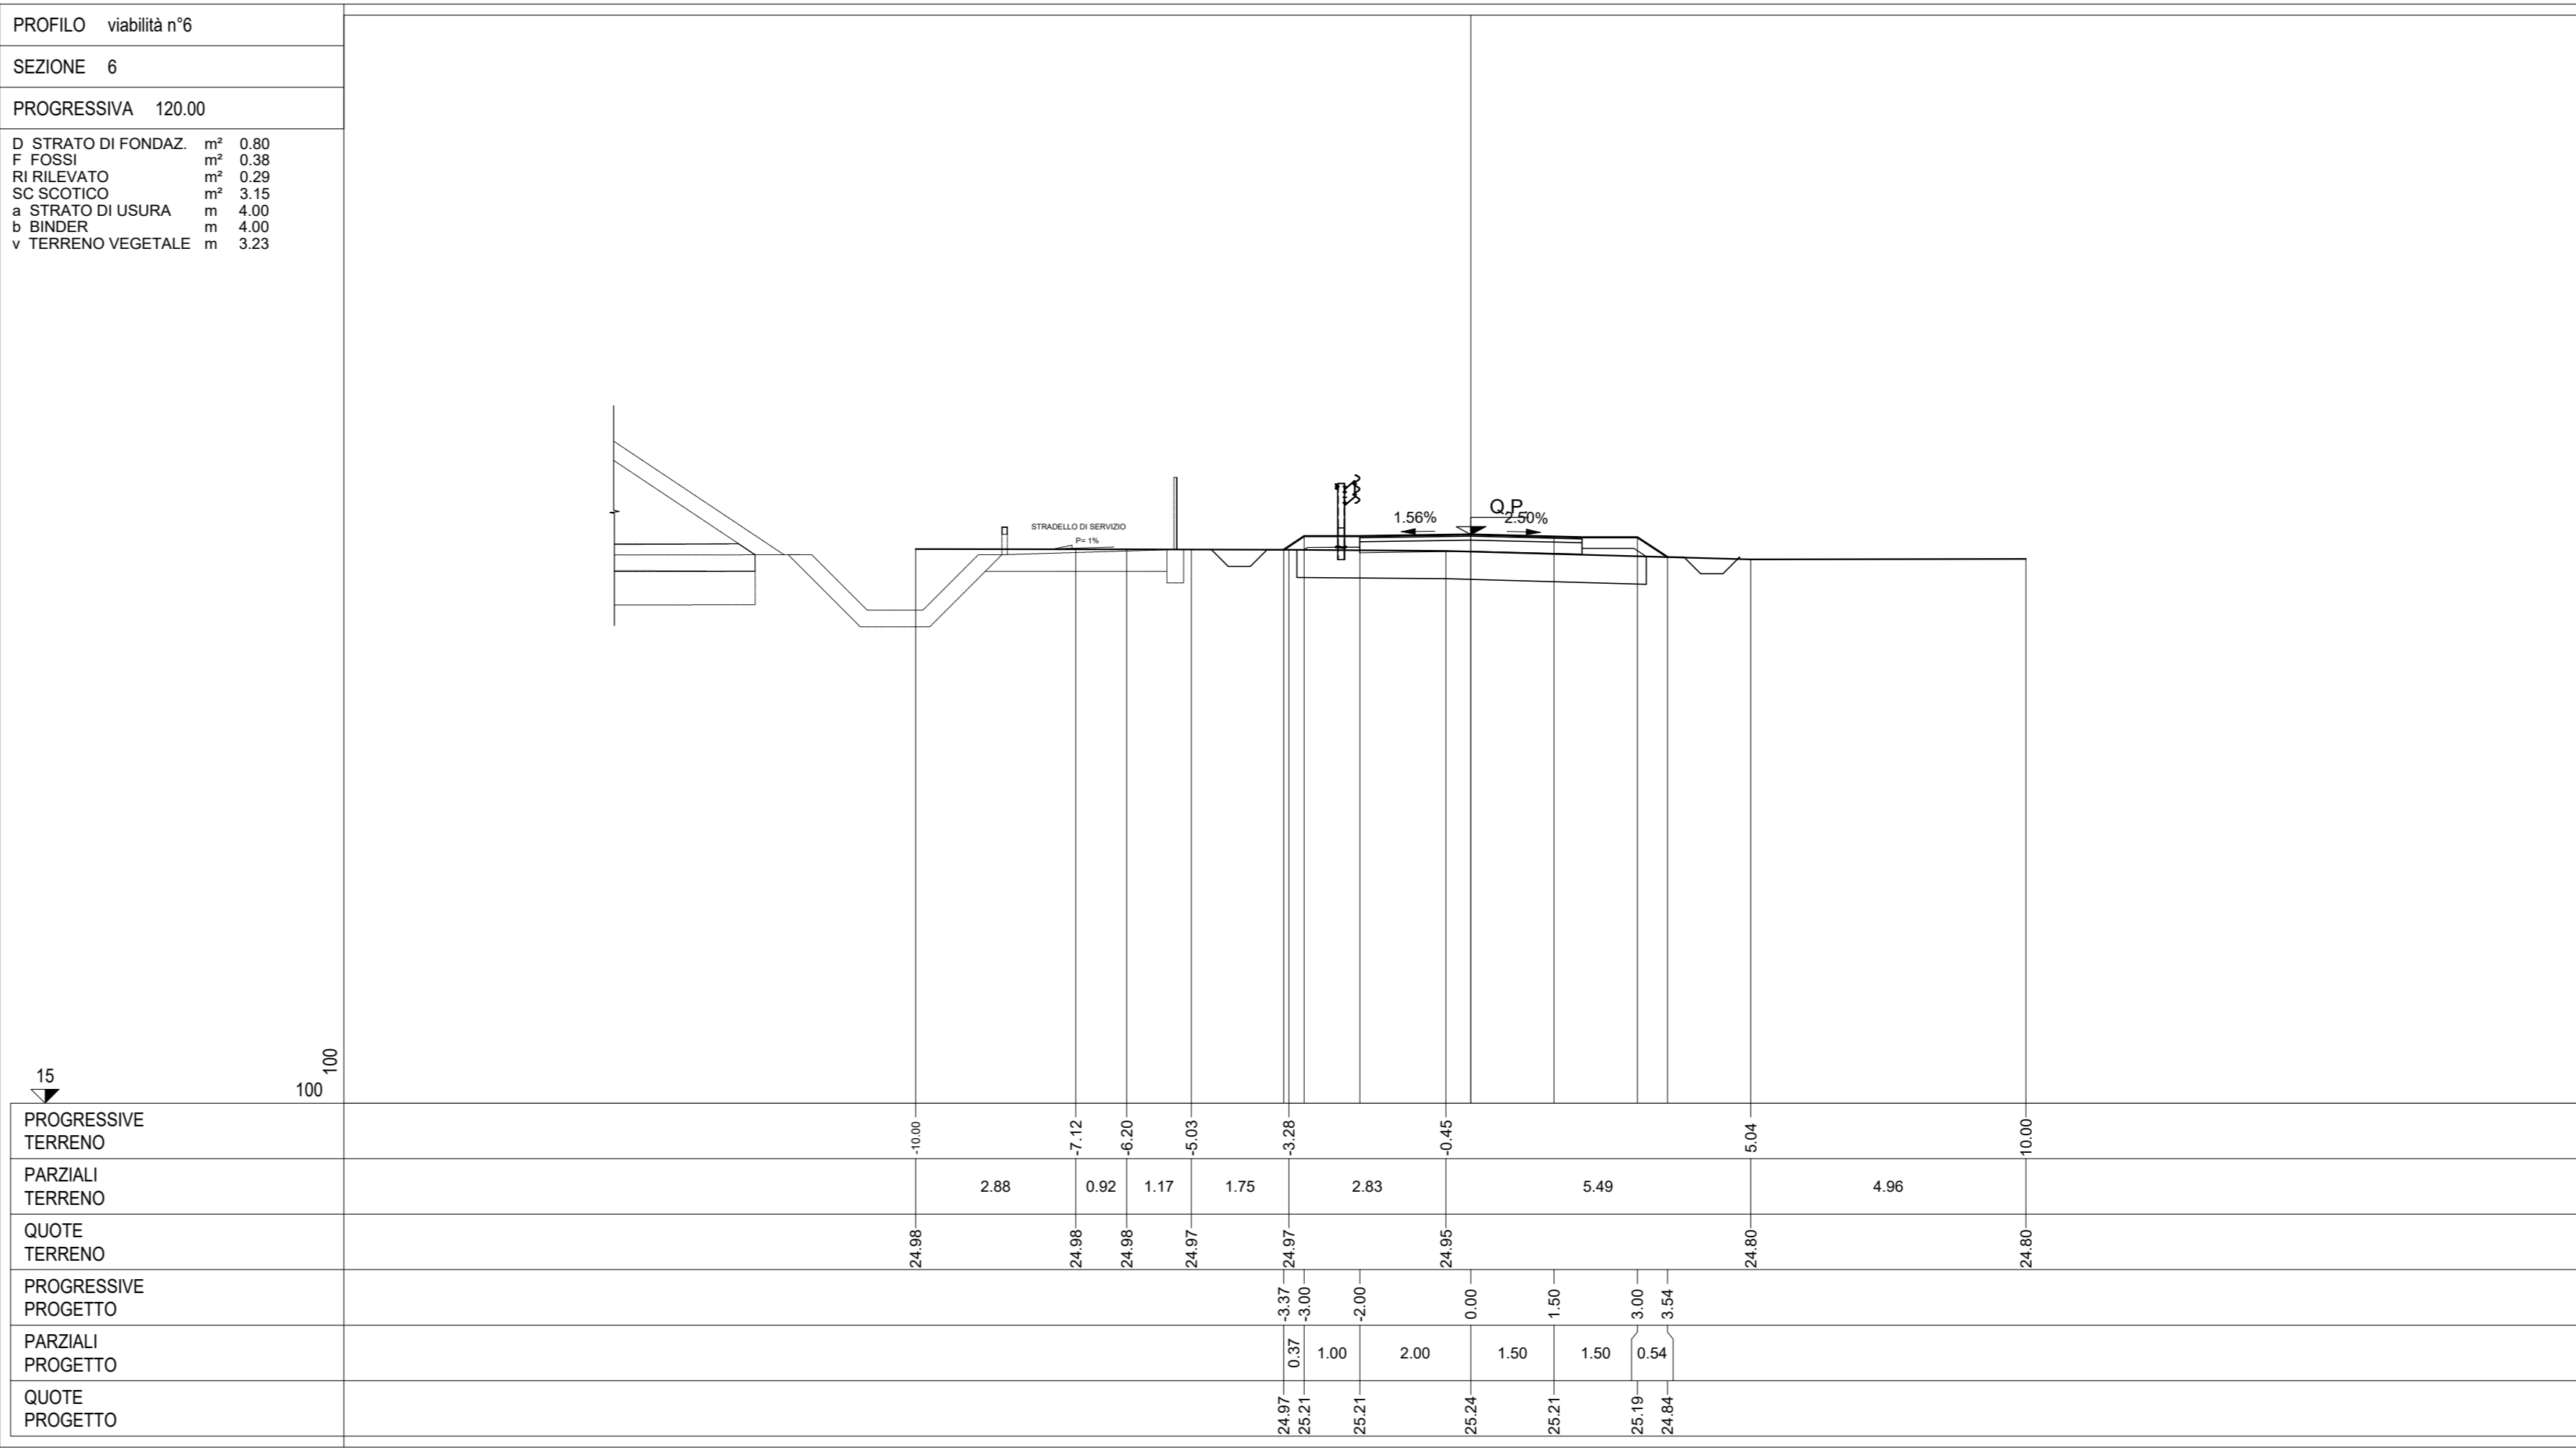 PROFILO viabilità n°6
SEZIONE 6
PROGRESSIVA 120.00
D STRATO DI FONDAZ. m² 0.80
F FOSSI m² 0.38
RI RILEVATO m² 0.29
SC SCOTICO m² 3.15
a STRATO DI USURA m 4.00
b BINDER m 4.00
v TERRENO VEGETALE m 3.23
Q.P.
1.56% 2.50%
STRADELLO DI SERVIZIO
P= 1%
15
100
100
PROGRESSIVE
TERRENO
-10.00 -7.12 -6.20 -5.03 -3.28 -0.45 5.04 10.00
PARZIALI
TERRENO
2.88 0.92 1.17 1.75 2.83 5.49 4.96
QUOTE
TERRENO
24.98 24.98 24.98 24.97 24.97 24.95 24.80 24.80
PROGRESSIVE
PROGETTO
-3.37 -3.00 -2.00 0.00 1.50 3.00 3.54
PARZIALI
PROGETTO
0.37 1.00 2.00 1.50 1.50 0.54
QUOTE
PROGETTO
24.97 25.21 25.21 25.24 25.21 25.19 24.84